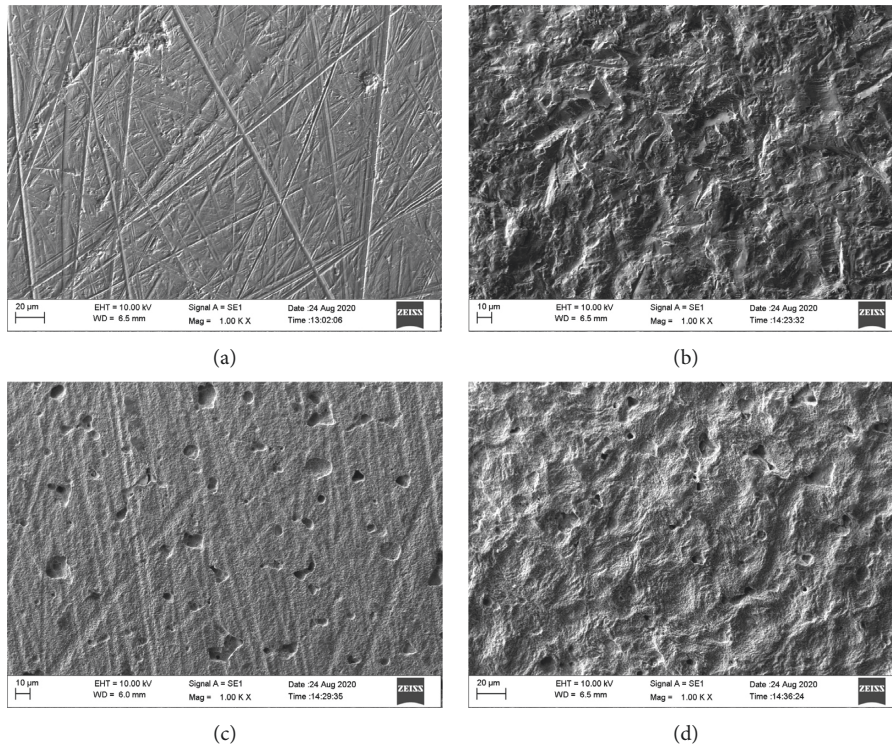 20 µm
EHT = 10.00 kV
WD = 6.5 mm
Signal A = SE1
Mag = 1.00 K X
Date :24 Aug 2020
Time :13:02:06
ZEISS
(a)
10 µm
EHT = 10.00 kV
WD = 6.5 mm
Signal A = SE1
Mag = 1.00 K X
Date :24 Aug 2020
Time :14:23:32
ZEISS
(b)
10 µm
EHT = 10.00 kV
WD = 6.0 mm
Signal A = SE1
Mag = 1.00 K X
Date :24 Aug 2020
Time :14:29:35
ZEISS
(c)
20 µm
EHT = 10.00 kV
WD = 6.5 mm
Signal A = SE1
Mag = 1.00 K X
Date :24 Aug 2020
Time :14:36:24
ZEISS
(d)